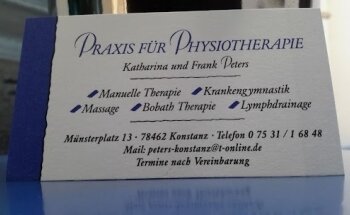 PRAXIS FÜR PHYSIOTHERAPIE
Katharina und Frank Peters
Manuelle Therapie Krankengymnastik
Massage Bobath Therapie Lymphdrainage
Münsterplatz 13 · 78462 Konstanz · Telefon 0 75 31 / 1 68 48
Mail: peters-konstanz@t-online.de
Termine nach Vereinbarung